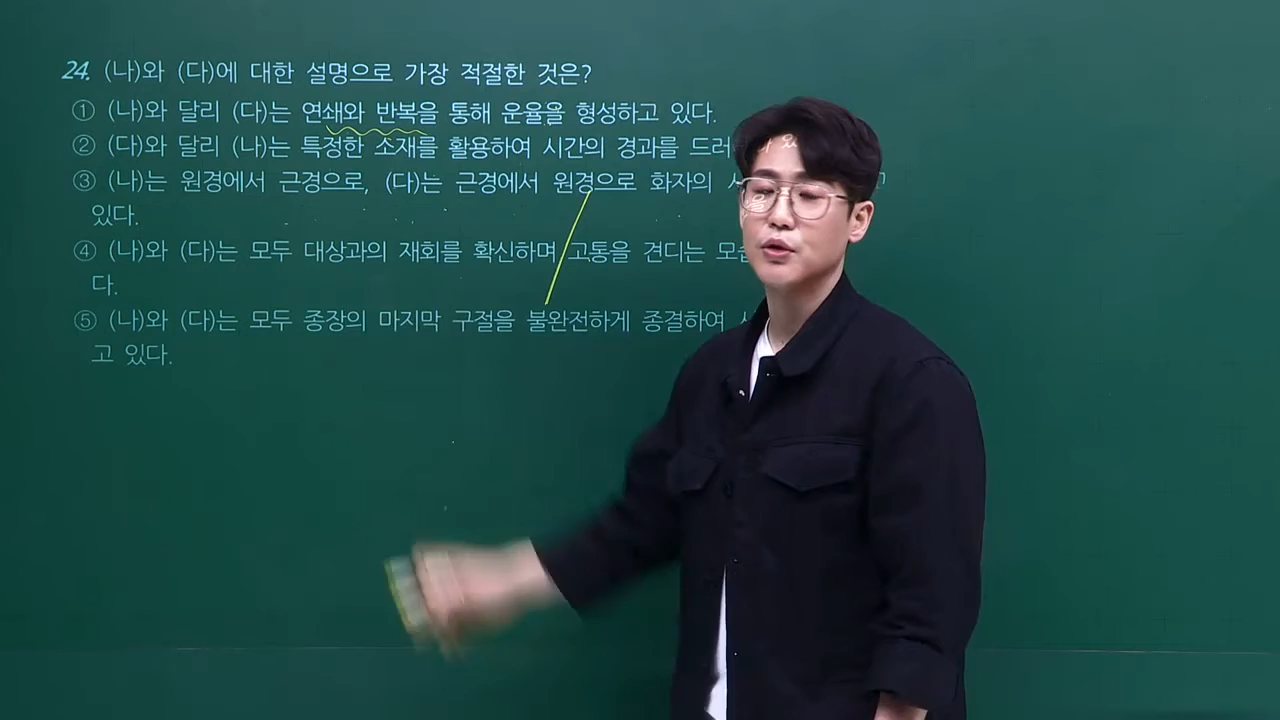 24. (나)와 (다)에 대한 설명으로 가장 적절한 것은?
① (나)와 달리 (다)는 연쇄와 반복을 통해 운율을 형성하고 있다.
② (다)와 달리 (나)는 특정한 소재를 활용하여 시간의 경과를
③ (나)는 원경에서 근경으로, (다)는 근경에서 원경으로 화자의
있다.
④ (나)와 (다)는 모두 대상과의 재회를 확신하며 고통을 견디는
다.
⑤ (나)와 (다)는 모두 종장의 마지막 구절을 불완전하게 종결하여
고 있다.